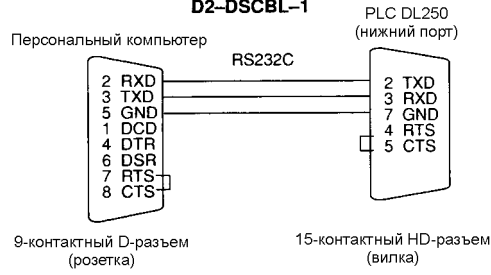 D2–DSCBL–1
Персональный компьютер
PLC DL250
(нижний порт)
RS232C
2 RXD
3 TXD
5 GND
1 DCD
4 DTR
6 DSR
7 RTS
8 CTS
2 TXD
3 RXD
7 GND
4 RTS
5 CTS
9-контактный D-разъем
(розетка)
15-контактный HD-разъем
(вилка)